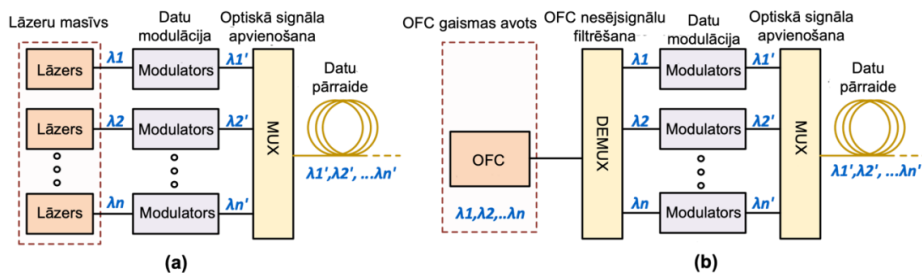 Lāzeru masīvs
Datu
modulācija
Optiskā signāla
apvienošana
Lāzers
λ1
Modulators
λ1'
Lāzers
λ2
Modulators
λ2'
Lāzers
λn
Modulators
λn'
MUX
Datu
pārraide
λ1',λ2', ...λn'
(a)
OFC gaismas avots
OFC nesējsignālu
filtrēšana
Datu
modulācija
Optiskā signāla
apvienošana
OFC
λ1,λ2,..λn
DEMUX
λ1
Modulators
λ1'
λ2
Modulators
λ2'
λn
Modulators
λn'
MUX
Datu
pārraide
λ1',λ2', ...λn'
(b)